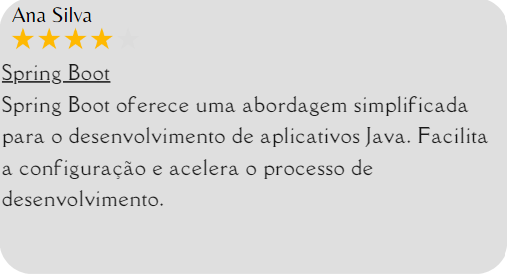 Ana Silva
Spring Boot
Spring Boot oferece uma abordagem simplificada
para o desenvolvimento de aplicativos Java. Facilita
a configuração e acelera o processo de
desenvolvimento.